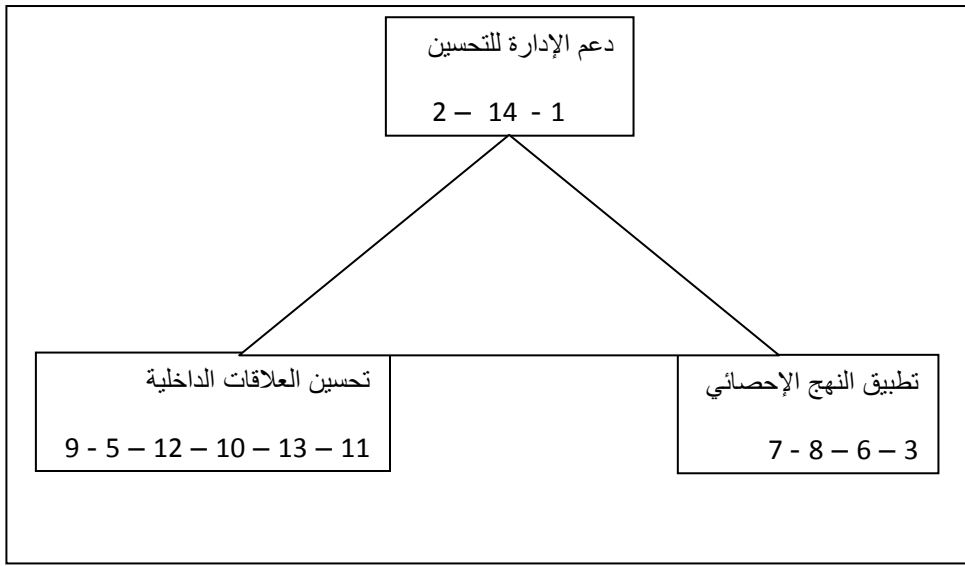 دعم الإدارة للتحسين
2 – 14 - 1
تطبيق النهج الإحصائي
7 - 8 – 6 – 3
تحسين العلاقات الداخلية
9 - 5 – 12 – 10 – 13 – 11